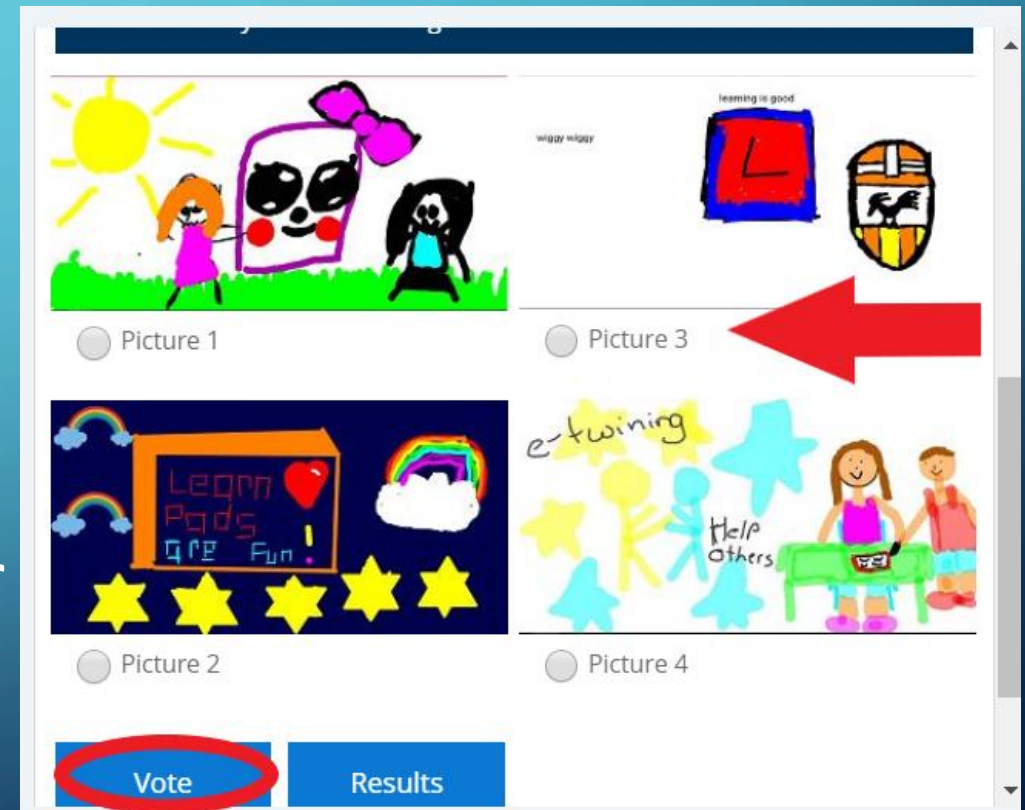 learning is good
wiggy wiggy
L
Picture 1
Picture 3
Learn
Pads
are Fun!
e-twining
Help
Others
Picture 2
Picture 4
Vote
Results